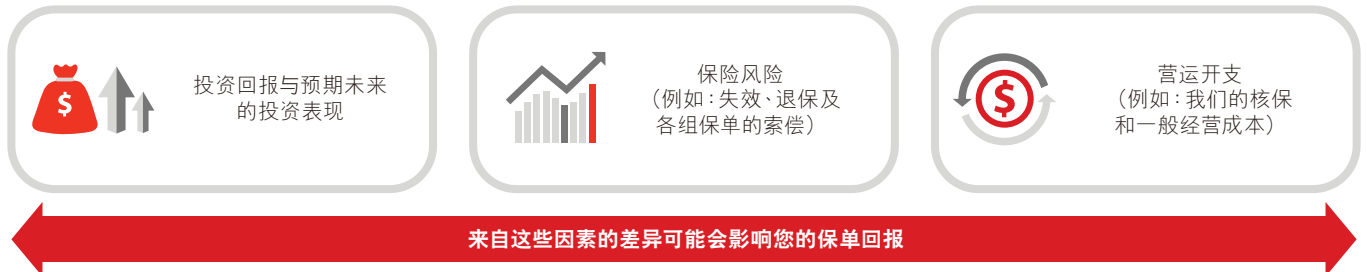 投资回报与预期未来
的投资表现
保险风险
（例如：失效、退保及
各组保单的索偿）
营运开支
（例如：我们的核保
和一般经营成本）
$
$
来自这些因素的差异可能会影响您的保单回报